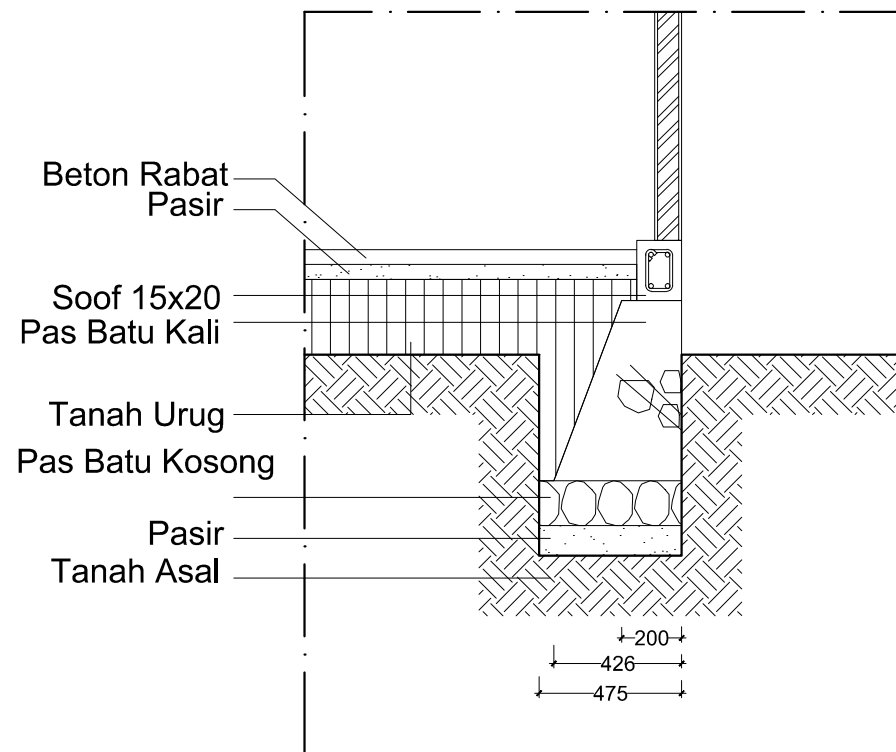 Beton Rabat
Pasir
Soof 15x20
Pas Batu Kali
Tanah Urug
Pas Batu Kosong
Pasir
Tanah Asal
200
426
475